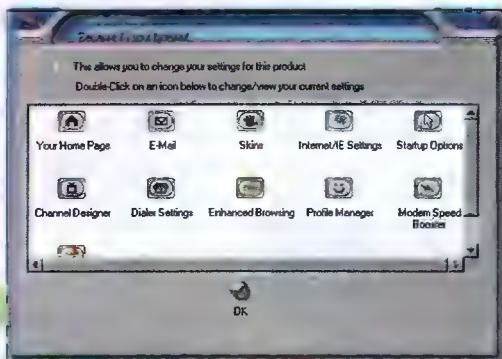 This allows you to change your settings for this product
Double-Click on an icon below to change/view your current settings
Your Home Page E-Mail Skins Internet/IE Settings Startup Options
Channel Designer Dialer Settings Enhanced Browsing Profile Manager Modem Speed Booster
OK